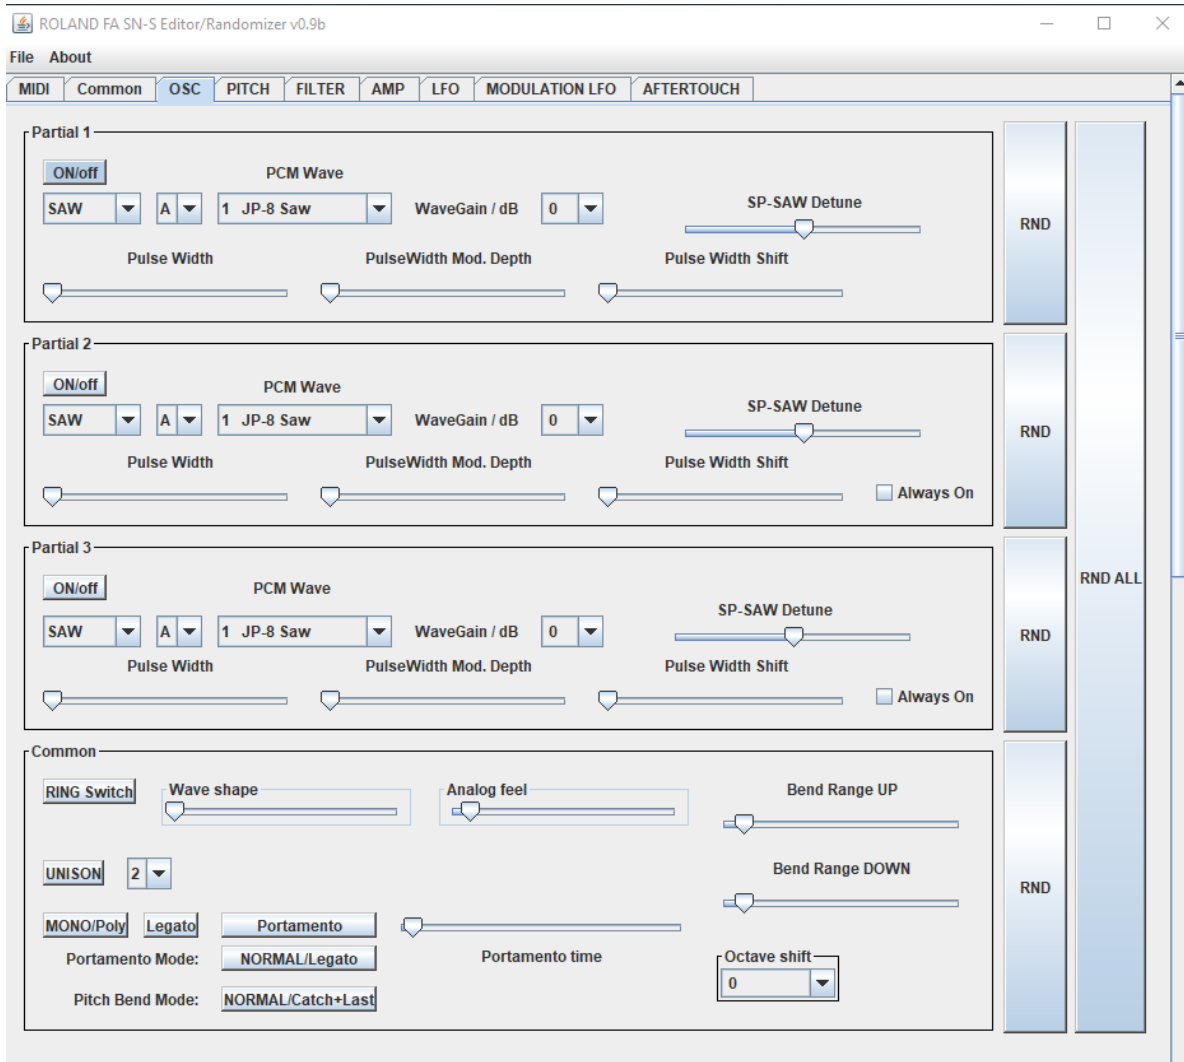 ROLAND FA SN-S Editor/Randomizer v0.9b
File About
MIDI Common OSC PITCH FILTER AMP LFO MODULATION LFO AFTERTOUCH
Partial 1
ON/off PCM Wave
SAW A 1 JP-8 Saw WaveGain / dB 0 SP-SAW Detune
RND
Pulse Width PulseWidth Mod. Depth Pulse Width Shift
Partial 2
ON/off PCM Wave
SAW A 1 JP-8 Saw WaveGain / dB 0 SP-SAW Detune
RND
Pulse Width PulseWidth Mod. Depth Pulse Width Shift
Always On
Partial 3
ON/off PCM Wave
RND ALL
SAW A 1 JP-8 Saw WaveGain / dB 0 SP-SAW Detune
RND
Pulse Width PulseWidth Mod. Depth Pulse Width Shift
Always On
Common
RING Switch Wave shape Analog feel Bend Range UP
UNISON 2 Bend Range DOWN
RND
MONO/Poly Legato Portamento
Portamento Mode: NORMAL/Legato Portamento time Octave shift
Pitch Bend Mode: NORMAL/Catch+Last 0